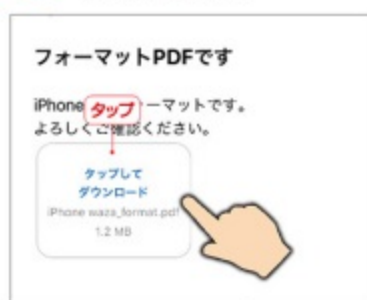 フォーマットPDFです
iPhone タップ ーマットです。
よろしくご確認ください。
タップして
ダウンロード
iPhone waza_format.pdf
1.2 MB